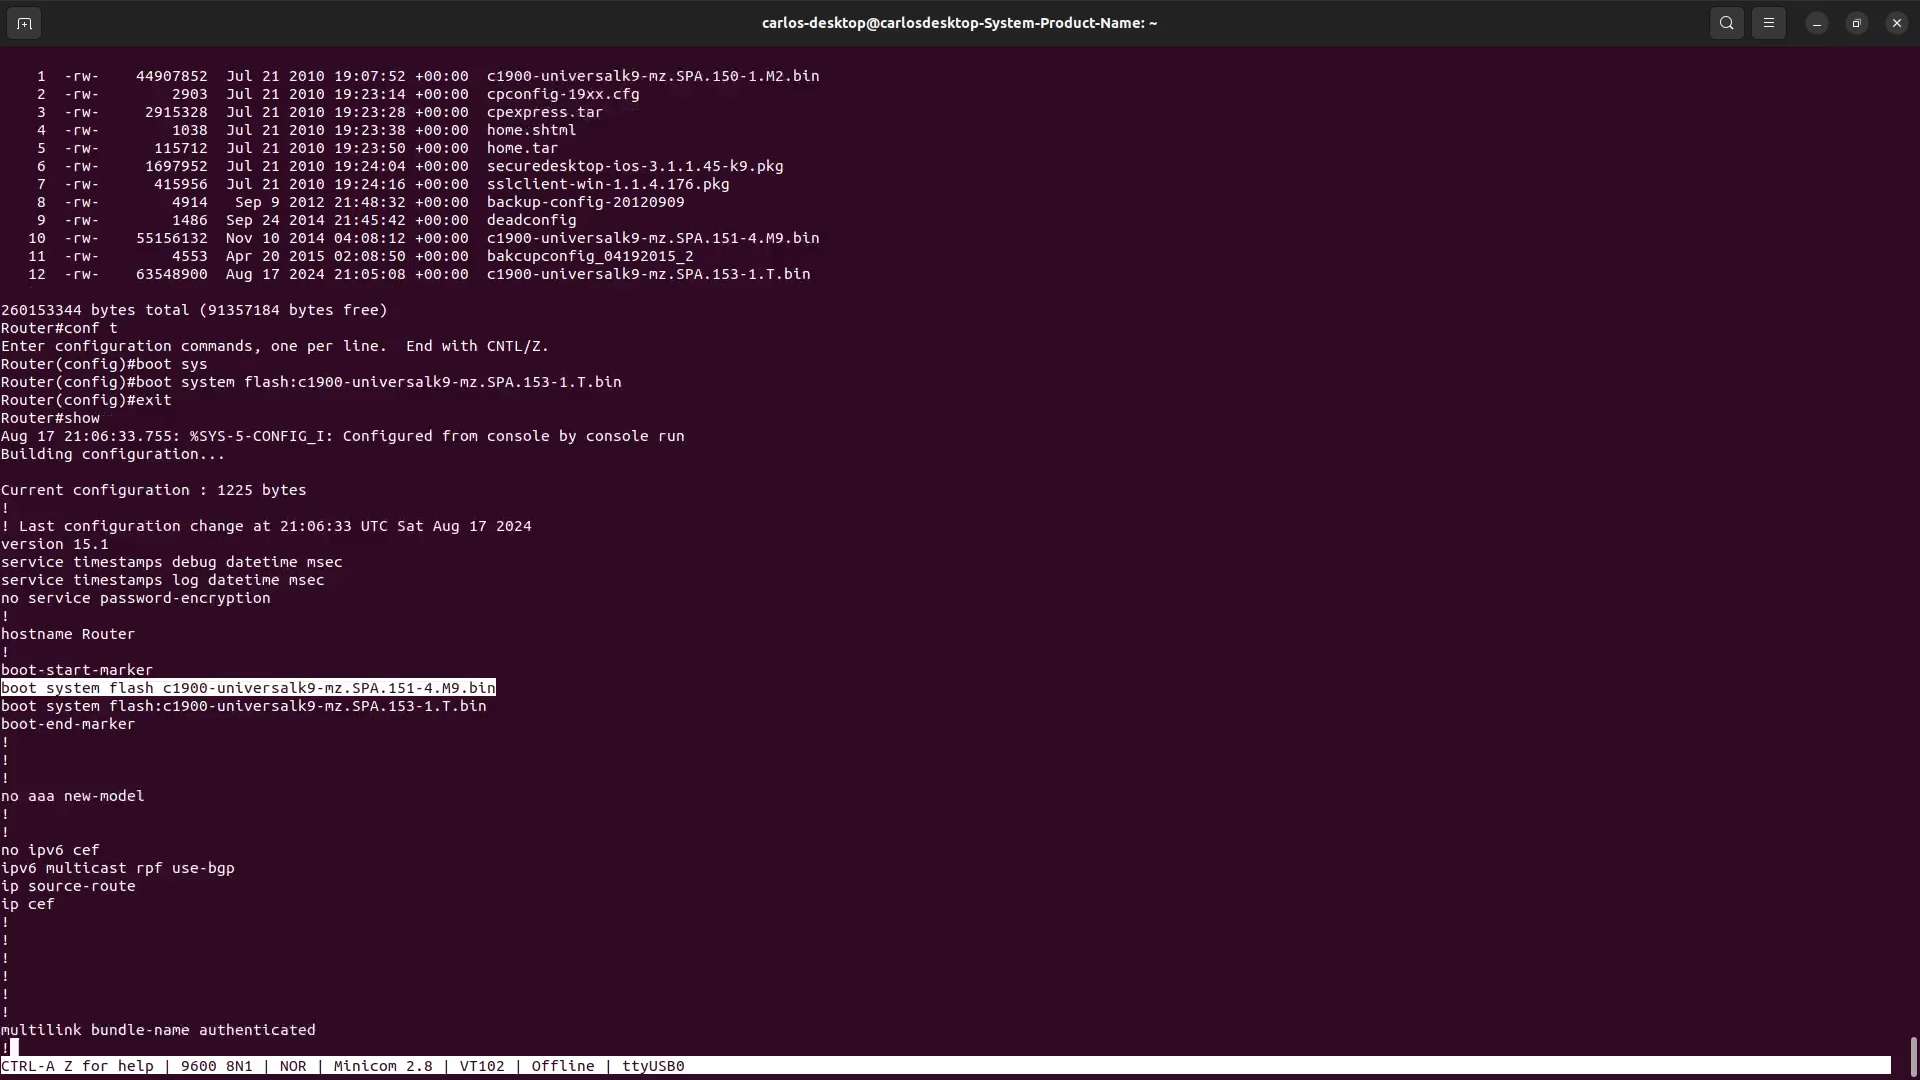 carlos-desktop@carlosdesktop-System-Product-Name: ~
1 -rw- 44907852 Jul 21 2010 19:07:52 +00:00 c1900-universalk9-mz.SPA.150-1.M2.bin
2 -rw- 2903 Jul 21 2010 19:23:14 +00:00 cpconfig-19xx.cfg
3 -rw- 2915328 Jul 21 2010 19:23:28 +00:00 cpexpress.tar
4 -rw- 1038 Jul 21 2010 19:23:38 +00:00 home.shtml
5 -rw- 115712 Jul 21 2010 19:23:50 +00:00 home.tar
6 -rw- 1697952 Jul 21 2010 19:24:04 +00:00 securedesktop-ios-3.1.1.45-k9.pkg
7 -rw- 415956 Jul 21 2010 19:24:16 +00:00 sslclient-win-1.1.4.176.pkg
8 -rw- 4914 Sep 9 2012 21:48:32 +00:00 backup-config-20120909
9 -rw- 1486 Sep 24 2014 21:45:42 +00:00 deadconfig
10 -rw- 55156132 Nov 10 2014 04:08:12 +00:00 c1900-universalk9-mz.SPA.151-4.M9.bin
11 -rw- 4553 Apr 20 2015 02:08:50 +00:00 bakcupconfig_04192015_2
12 -rw- 63548900 Aug 17 2024 21:05:08 +00:00 c1900-universalk9-mz.SPA.153-1.T.bin
260153344 bytes total (91357184 bytes free)
Router#conf t
Enter configuration commands, one per line.  End with CNTL/Z.
Router(config)#boot sys
Router(config)#boot system flash:c1900-universalk9-mz.SPA.153-1.T.bin
Router(config)#exit
Router#show
Aug 17 21:06:33.755: %SYS-5-CONFIG_I: Configured from console by console run
Building configuration...
Current configuration : 1225 bytes
!
! Last configuration change at 21:06:33 UTC Sat Aug 17 2024
version 15.1
service timestamps debug datetime msec
service timestamps log datetime msec
no service password-encryption
!
hostname Router
!
boot-start-marker
boot system flash c1900-universalk9-mz.SPA.151-4.M9.bin
boot system flash:c1900-universalk9-mz.SPA.153-1.T.bin
boot-end-marker
!
!
!
no aaa new-model
!
!
no ipv6 cef
ipv6 multicast rpf use-bgp
ip source-route
ip cef
!
!
!
!
!
!
multilink bundle-name authenticated
!
CTRL-A Z for help | 9600 8N1 | NOR | Minicom 2.8 | VT102 | Offline | ttyUSB0